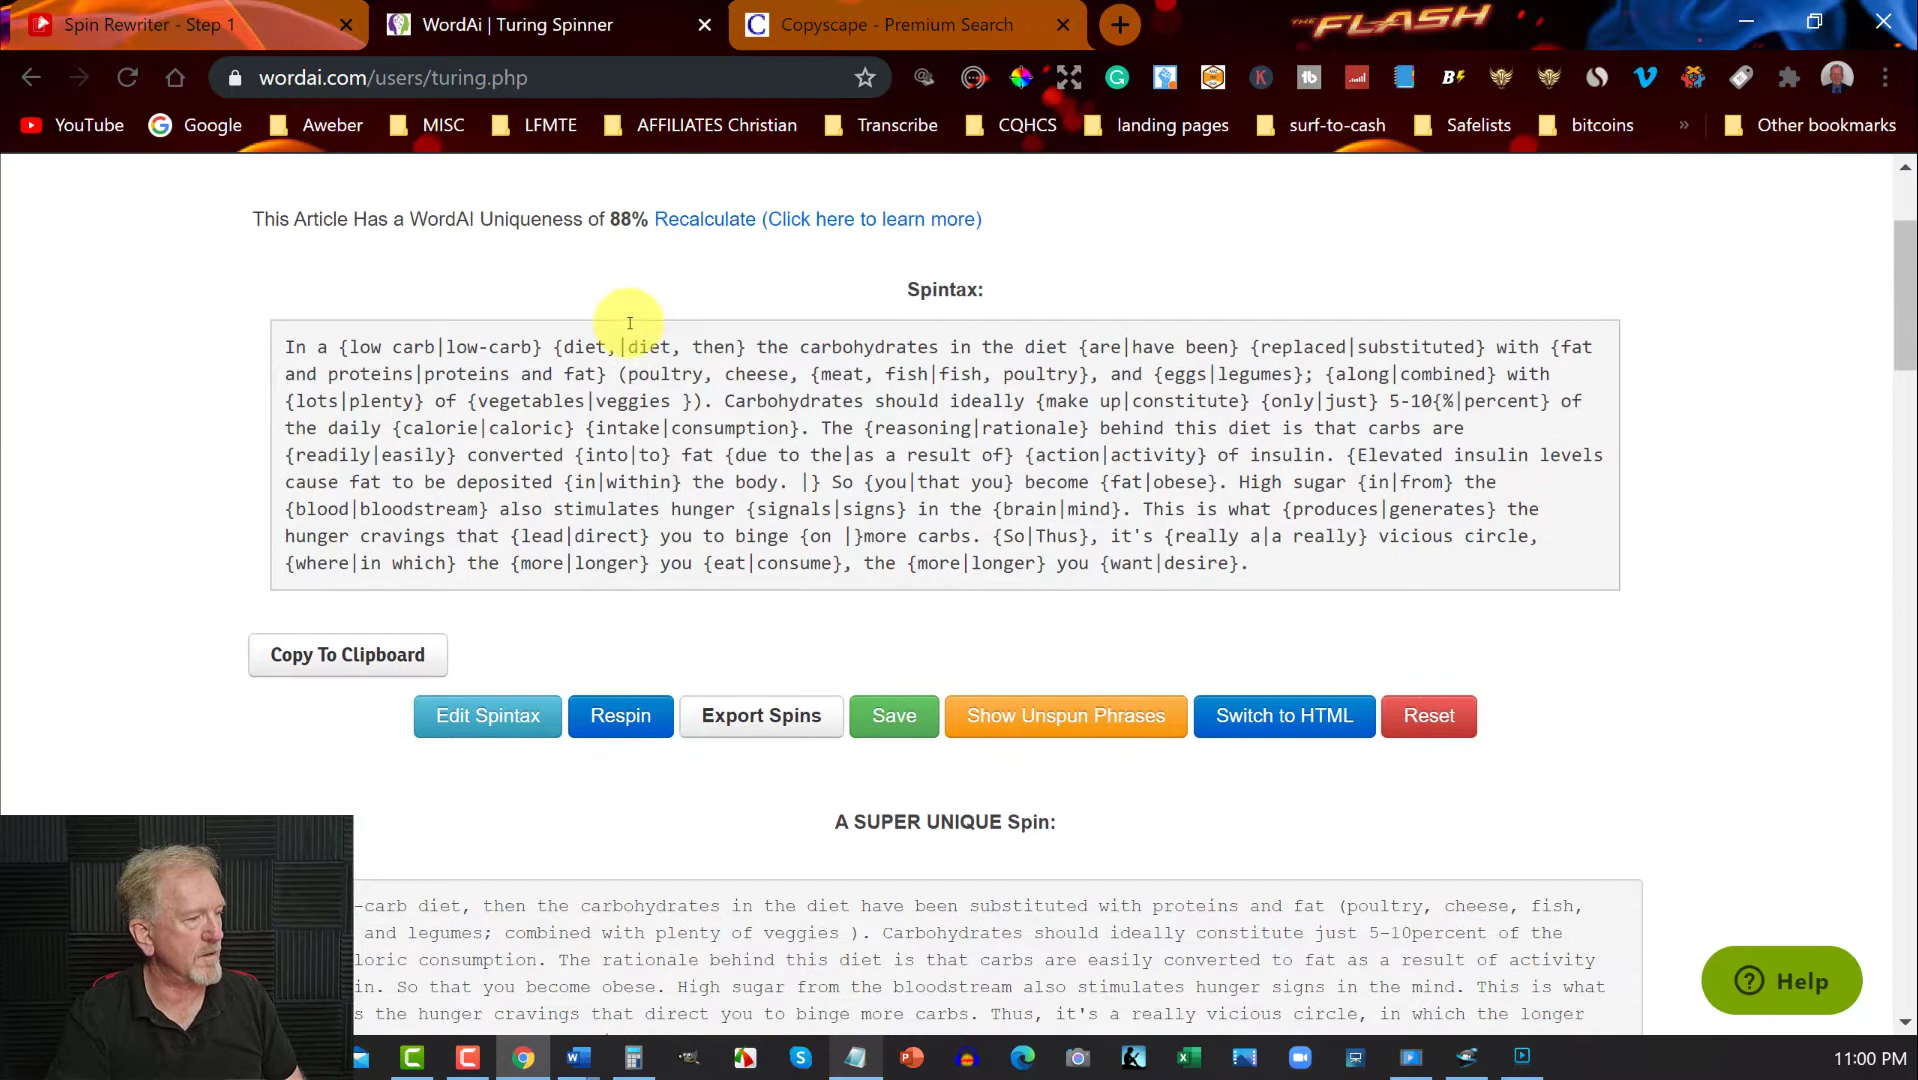 Spin Rewriter - Step 1
WordAi | Turing Spinner
Copyscape - Premium Search
THE FLASH
wordai.com/users/turing.php
YouTube Google Aweber MISC LFMTE AFFILIATES Christian Transcribe CQHCS landing pages surf-to-cash Safelists bitcoins » Other bookmarks
This Article Has a WordAI Uniqueness of 88% Recalculate (Click here to learn more)
Spintax:
In a {low carb|low-carb} {diet,|diet, then} the carbohydrates in the diet {are|have been} {replaced|substituted} with {fat
and proteins|proteins and fat} (poultry, cheese, {meat, fish|fish, poultry}, and {eggs|legumes}; {along|combined} with
{lots|plenty} of {vegetables|veggies }). Carbohydrates should ideally {make up|constitute} {only|just} 5-10{%|percent} of
the daily {calorie|caloric} {intake|consumption}. The {reasoning|rationale} behind this diet is that carbs are
{readily|easily} converted {into|to} fat {due to the|as a result of} {action|activity} of insulin. {Elevated insulin levels
cause fat to be deposited {in|within} the body. |} So {you|that you} become {fat|obese}. High sugar {in|from} the
{blood|bloodstream} also stimulates hunger {signals|signs} in the {brain|mind}. This is what {produces|generates} the
hunger cravings that {lead|direct} you to binge {on |}more carbs. {So|Thus}, it's {really a|a really} vicious circle,
{where|in which} the {more|longer} you {eat|consume}, the {more|longer} you {want|desire}.
Copy To Clipboard
Edit Spintax Respin Export Spins Save Show Unspun Phrases Switch to HTML Reset
A SUPER UNIQUE Spin:
-carb diet, then the carbohydrates in the diet have been substituted with proteins and fat (poultry, cheese, fish,
and legumes; combined with plenty of veggies ). Carbohydrates should ideally constitute just 5-10percent of the
loric consumption. The rationale behind this diet is that carbs are easily converted to fat as a result of activity
in. So that you become obese. High sugar from the bloodstream also stimulates hunger signs in the mind. This is what
s the hunger cravings that direct you to binge more carbs. Thus, it's a really vicious circle, in which the longer
Help
11:00 PM